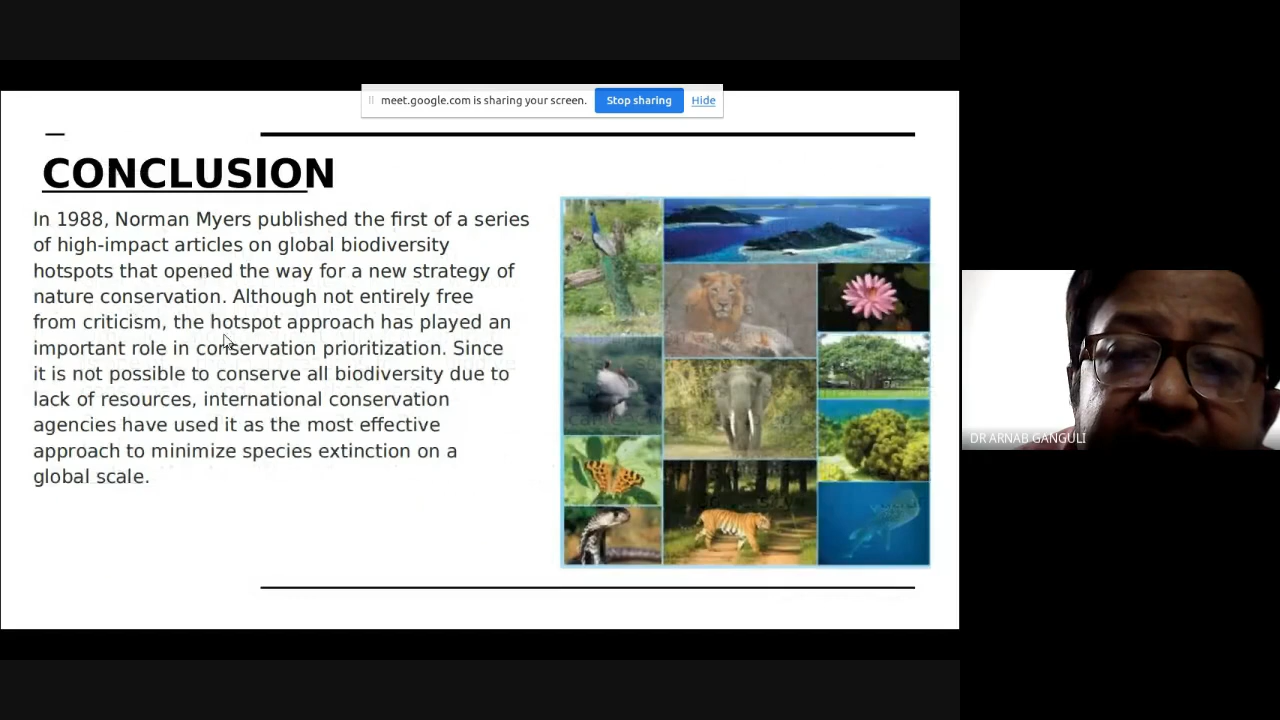 meet.google.com is sharing your screen.
Stop sharing
Hide
CONCLUSION
In 1988, Norman Myers published the first of a series
of high-impact articles on global biodiversity
hotspots that opened the way for a new strategy of
nature conservation. Although not entirely free
from criticism, the hotspot approach has played an
important role in conservation prioritization. Since
it is not possible to conserve all biodiversity due to
lack of resources, international conservation
agencies have used it as the most effective
approach to minimize species extinction on a
global scale.
DR ARNAB GANGULI